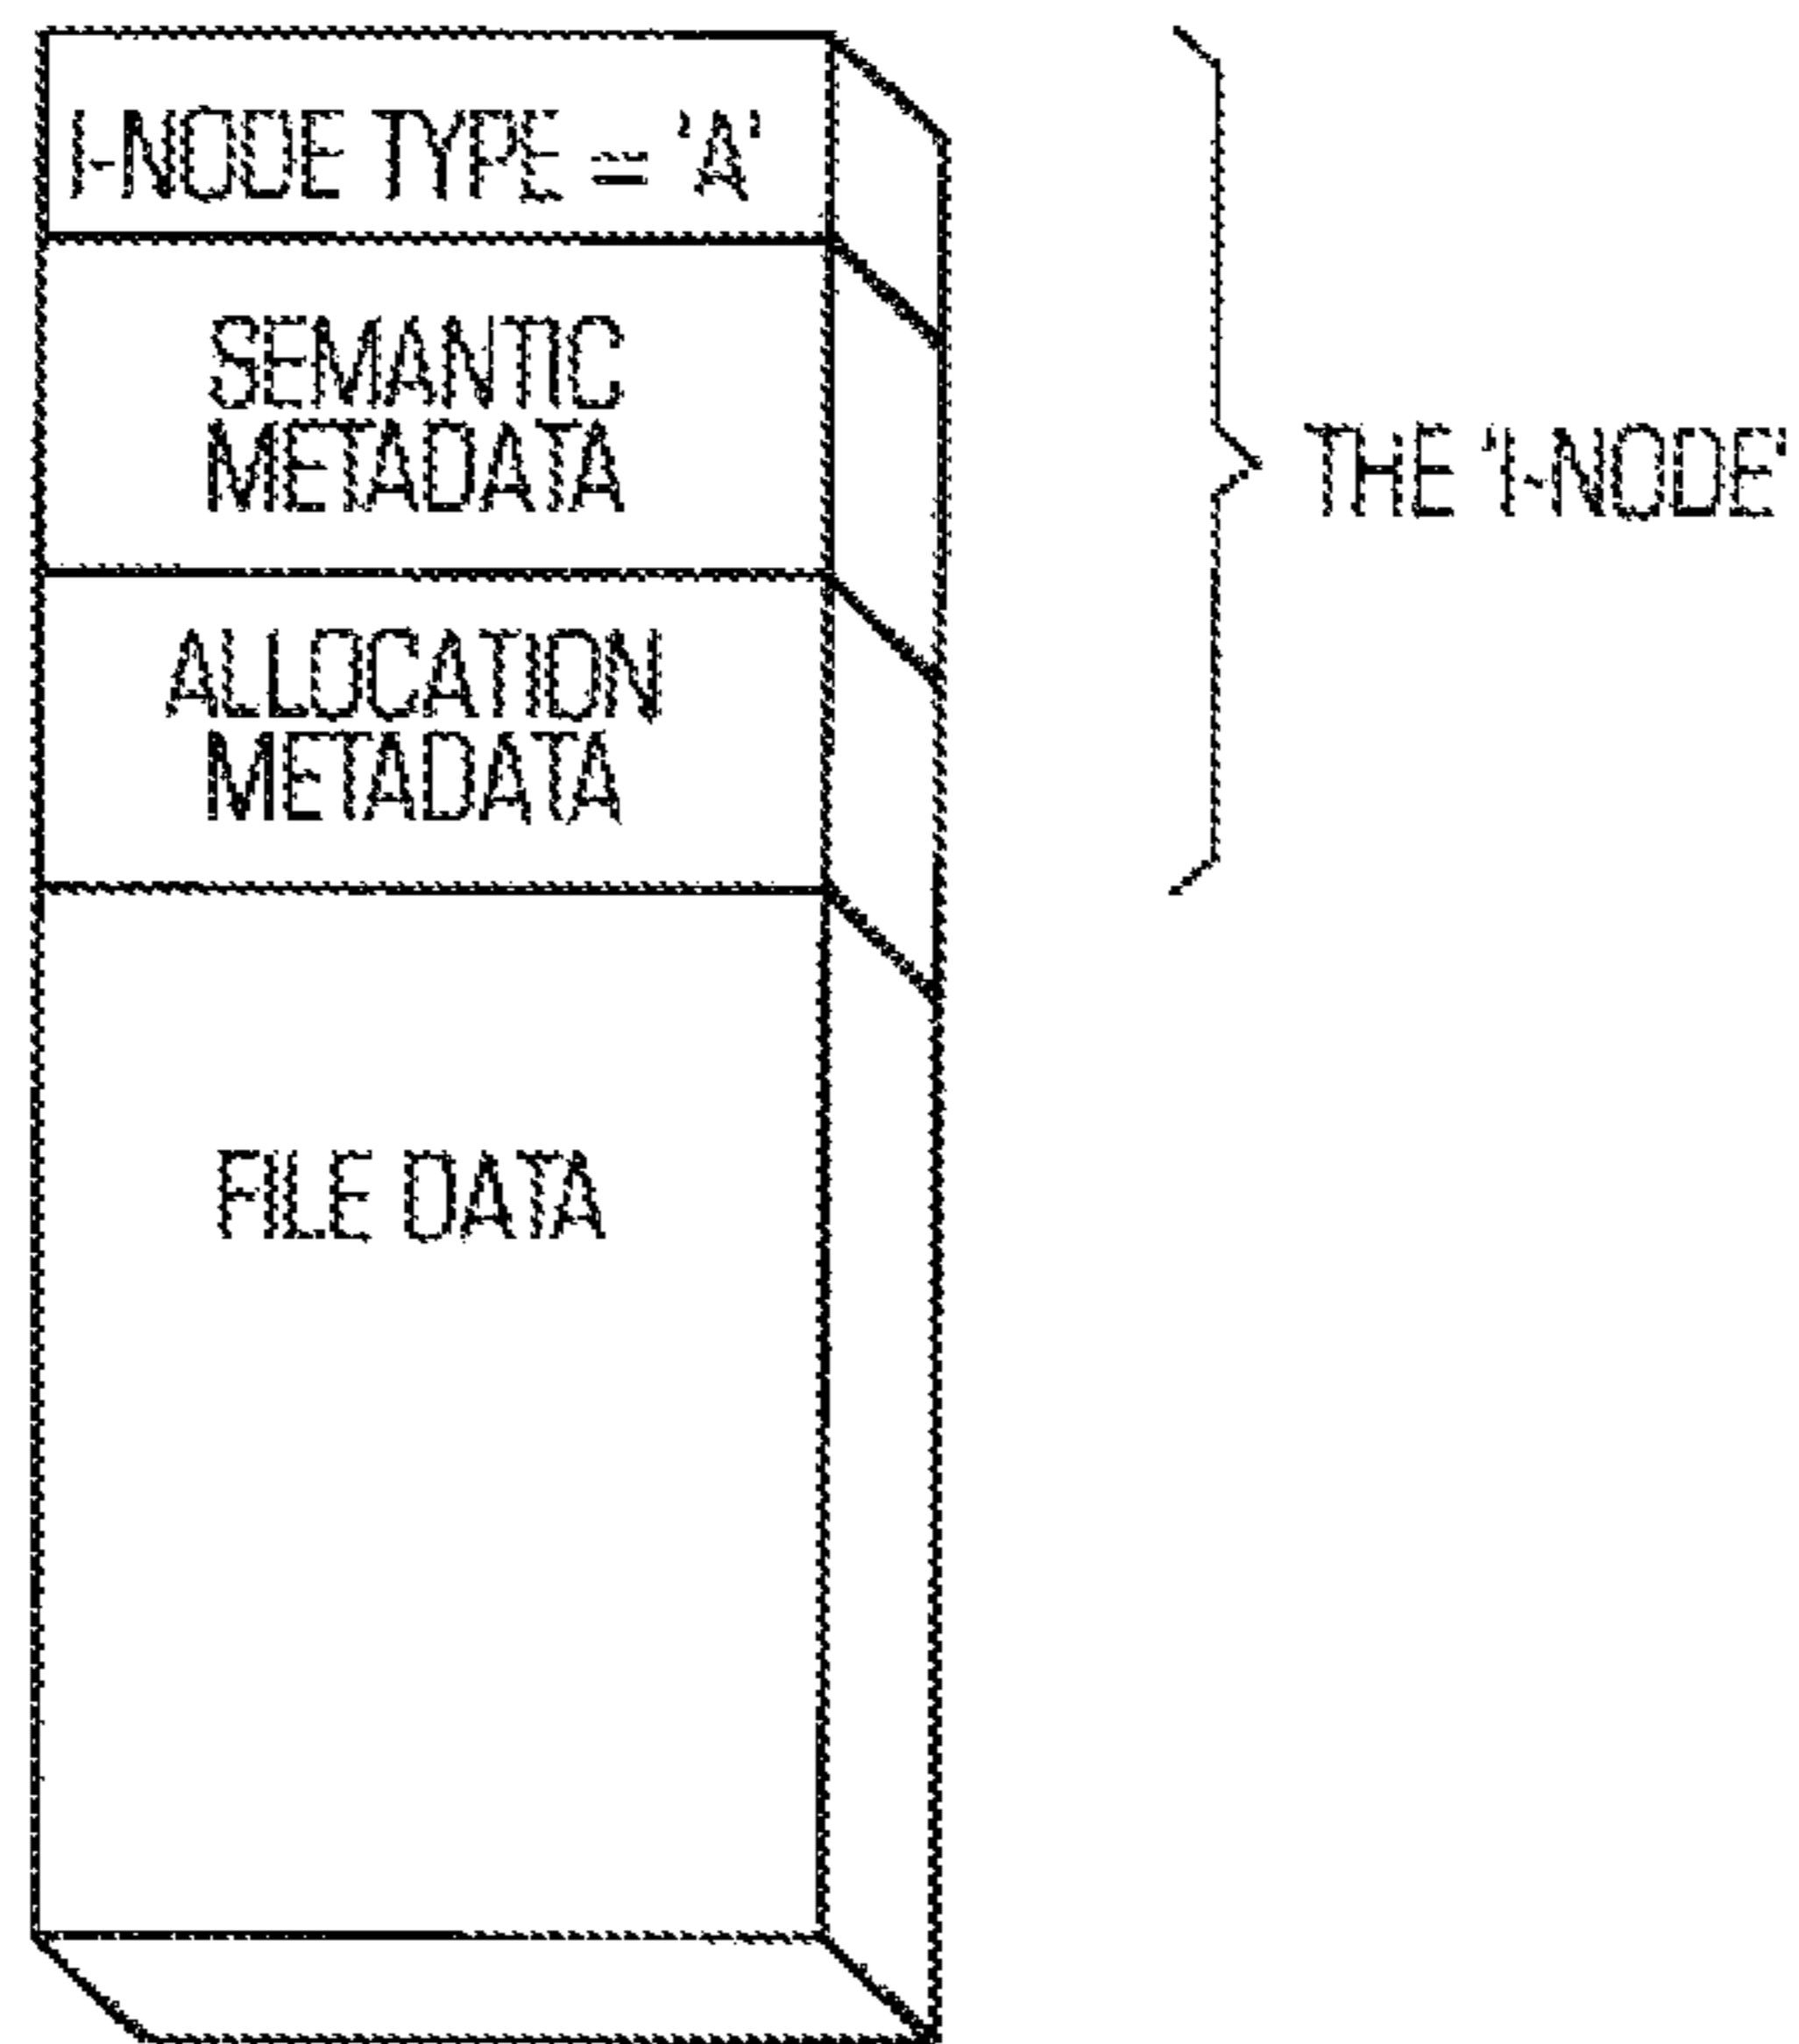 I-NODE TYPE = 'A'
SEMANTIC
METADATA
THE 'I-NODE'
ALLOCATION
METADATA
FILE DATA